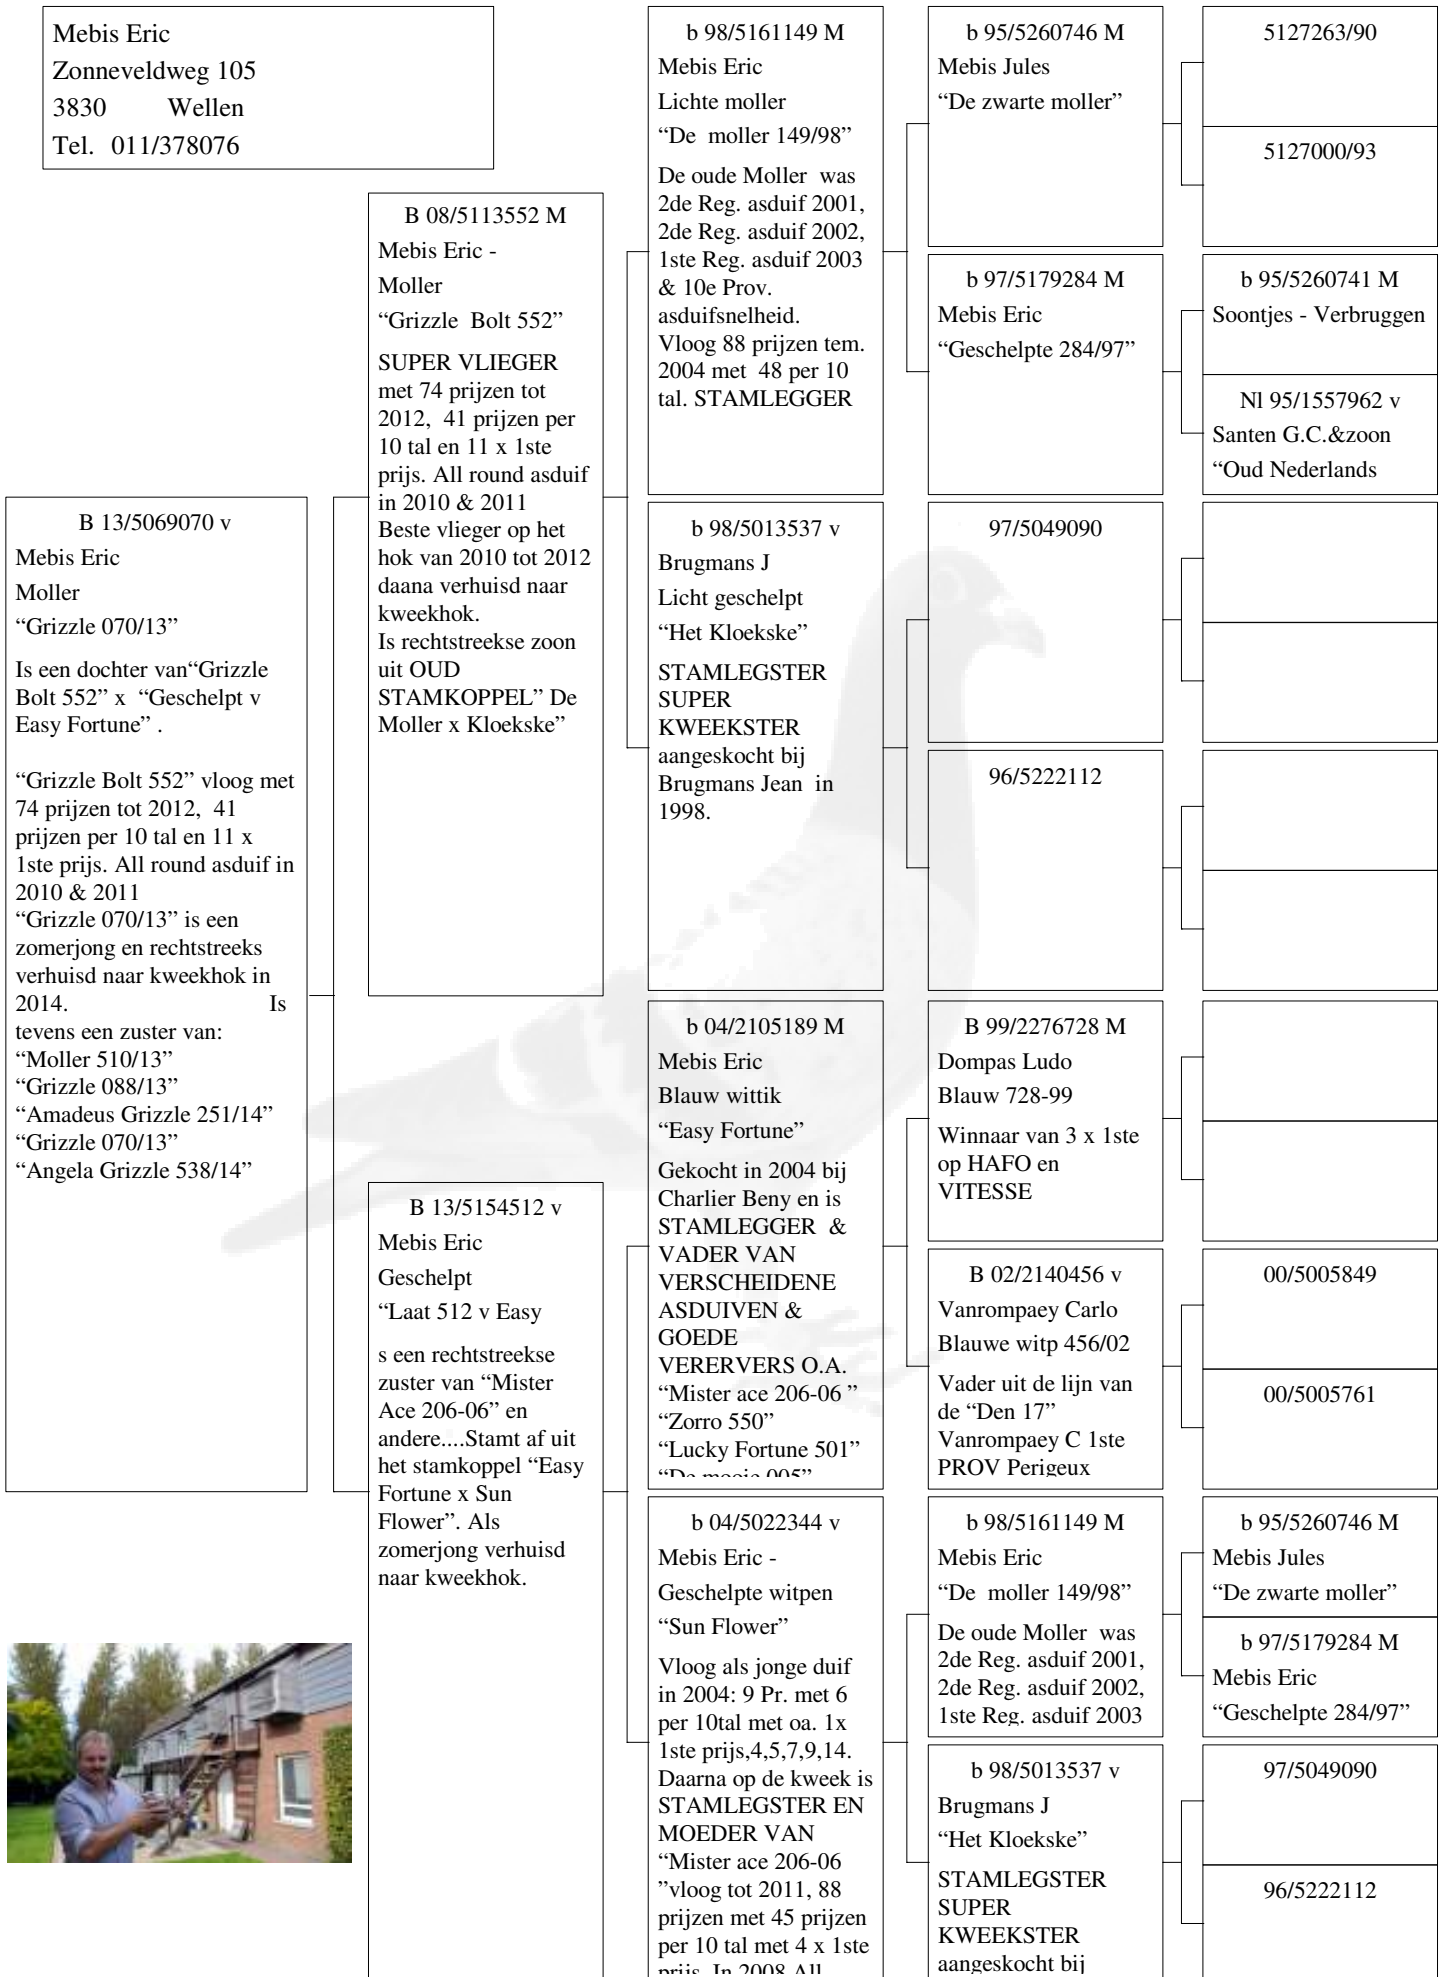 Mebis Eric
Zonneveldweg 105
3830 Wellen
Tel. 011/378076
B 13/5069070 v
Mebis Eric
Moller
“Grizzle 070/13”
Is een dochter van“Grizzle
Bolt 552” x “Geschelpt v
Easy Fortune” .
“Grizzle Bolt 552” vloog met
74 prijzen tot 2012, 41
prijzen per 10 tal en 11 x
1ste prijs. All round asduif in
2010 & 2011
“Grizzle 070/13” is een
zomerjong en rechtstreeks
verhuisd naar kweekhok in
2014. Is
tevens een zuster van:
“Moller 510/13”
“Grizzle 088/13”
“Amadeus Grizzle 251/14”
“Grizzle 070/13”
“Angela Grizzle 538/14”
B 08/5113552 M
Mebis Eric -
Moller
“Grizzle Bolt 552”
SUPER VLIEGER
met 74 prijzen tot
2012, 41 prijzen per
10 tal en 11 x 1ste
prijs. All round asduif
in 2010 & 2011
Beste vlieger op het
hok van 2010 tot 2012
daana verhuisd naar
kweekhok.
Is rechtstreekse zoon
uit OUD
STAMKOPPEL” De
Moller x Kloekske”
B 13/5154512 v
Mebis Eric
Geschelpt
“Laat 512 v Easy
s een rechtstreekse
zuster van “Mister
Ace 206-06” en
andere....Stamt af uit
het stamkoppel “Easy
Fortune x Sun
Flower”. Als
zomerjong verhuisd
naar kweekhok.
b 98/5161149 M
Mebis Eric
Lichte moller
“De moller 149/98”
De oude Moller was
2de Reg. asduif 2001,
2de Reg. asduif 2002,
1ste Reg. asduif 2003
& 10e Prov.
asduifsnelheid.
Vloog 88 prijzen tem.
2004 met 48 per 10
tal. STAMLEGGER
b 98/5013537 v
Brugmans J
Licht geschelpt
“Het Kloekske”
STAMLEGSTER
SUPER
KWEEKSTER
aangeskocht bij
Brugmans Jean in
1998.
b 04/2105189 M
Mebis Eric
Blauw wittik
“Easy Fortune”
Gekocht in 2004 bij
Charlier Beny en is
STAMLEGGER &
VADER VAN
VERSCHEIDENE
ASDUIVEN &
GOEDE
VERERVERS O.A.
“Mister ace 206-06 ”
“Zorro 550”
“Lucky Fortune 501”
“De mooie 005”
b 04/5022344 v
Mebis Eric -
Geschelpte witpen
“Sun Flower”
Vloog als jonge duif
in 2004: 9 Pr. met 6
per 10tal met oa. 1x
1ste prijs,4,5,7,9,14.
Daarna op de kweek is
STAMLEGSTER EN
MOEDER VAN
“Mister ace 206-06
”vloog tot 2011, 88
prijzen met 45 prijzen
per 10 tal met 4 x 1ste
prijs. In 2008 All
b 95/5260746 M
Mebis Jules
“De zwarte moller”
b 97/5179284 M
Mebis Eric
“Geschelpte 284/97”
97/5049090
96/5222112
B 99/2276728 M
Dompas Ludo
Blauw 728-99
Winnaar van 3 x 1ste
op HAFO en
VITESSE
B 02/2140456 v
Vanrompaey Carlo
Blauwe witp 456/02
Vader uit de lijn van
de “Den 17”
Vanrompaey C 1ste
PROV Perigeux
b 98/5161149 M
Mebis Eric
“De moller 149/98”
De oude Moller was
2de Reg. asduif 2001,
2de Reg. asduif 2002,
1ste Reg. asduif 2003
b 98/5013537 v
Brugmans J
“Het Kloekske”
STAMLEGSTER
SUPER
KWEEKSTER
aangeskocht bij
5127263/90
5127000/93
b 95/5260741 M
Soontjes - Verbruggen
Nl 95/1557962 v
Santen G.C.&zoon
“Oud Nederlands
00/5005849
00/5005761
b 95/5260746 M
Mebis Jules
“De zwarte moller”
b 97/5179284 M
Mebis Eric
“Geschelpte 284/97”
97/5049090
96/5222112